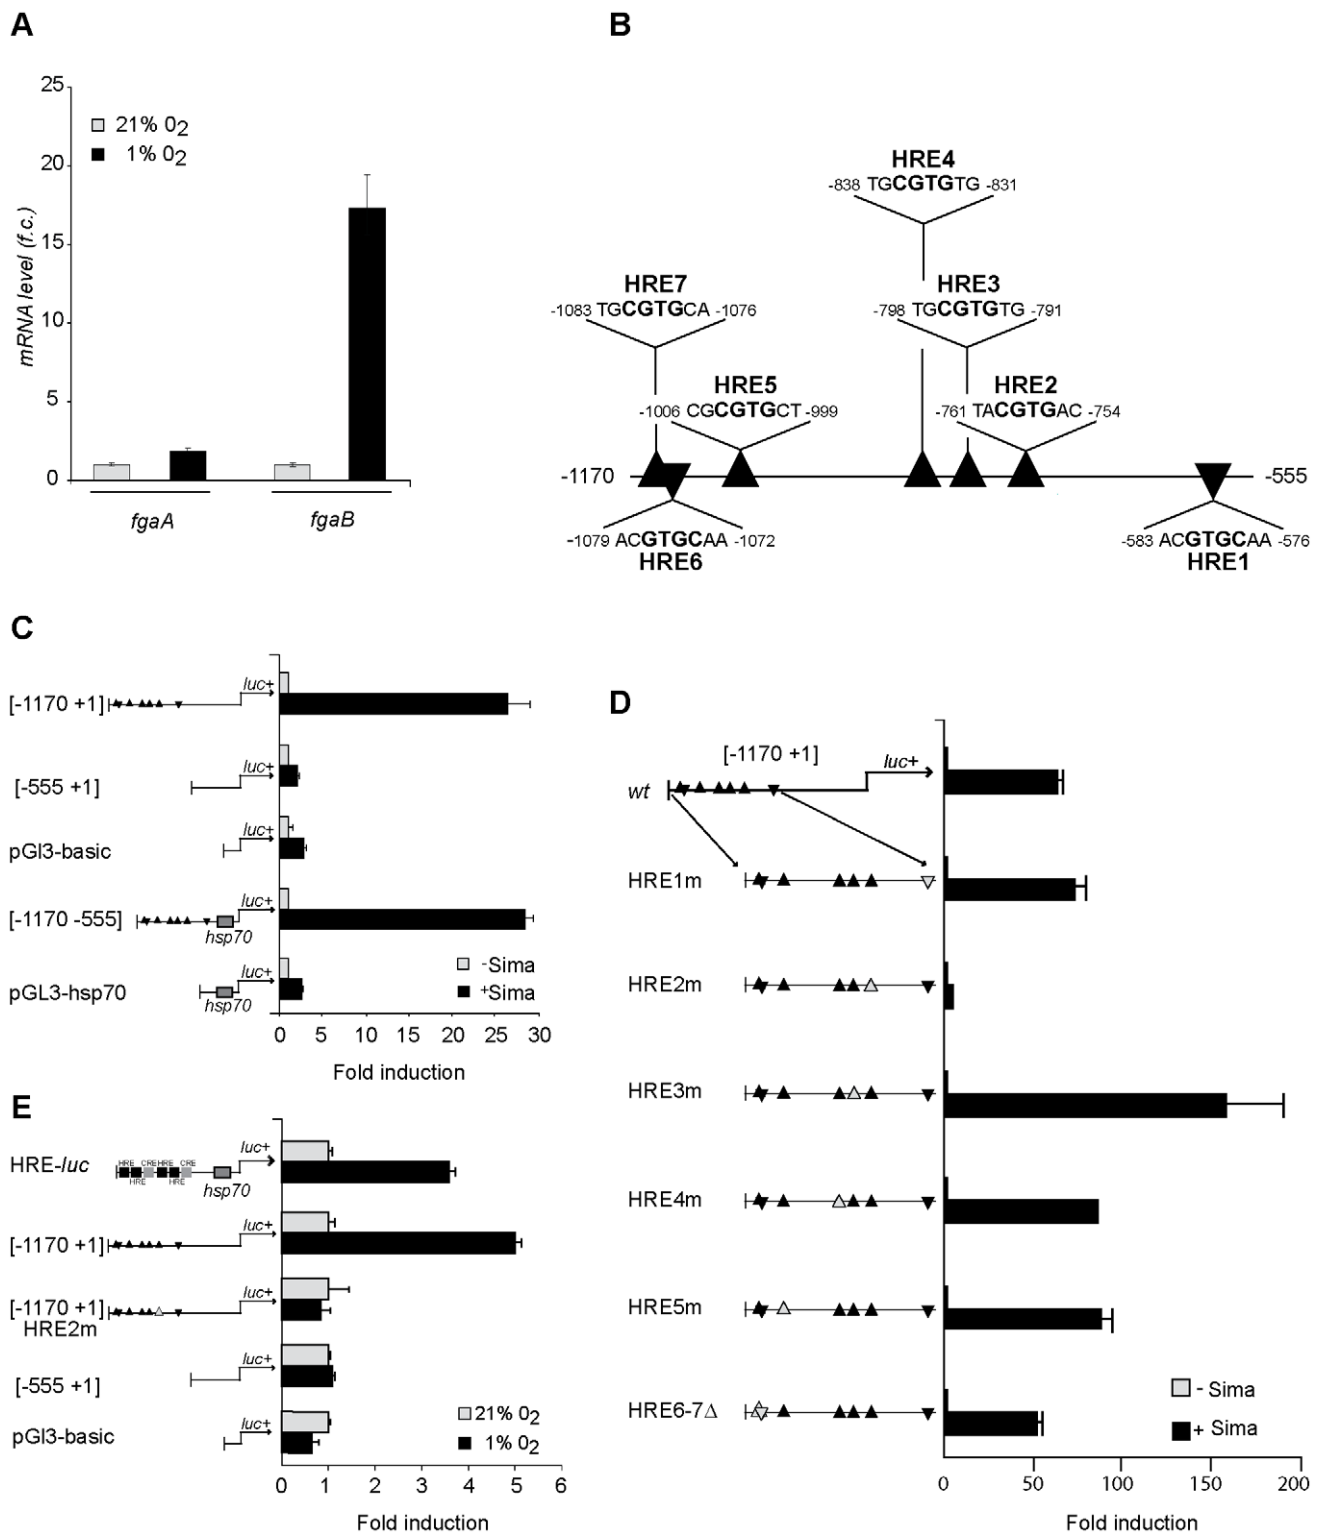 A
25
20
15
10
5
0
mRNA level (f.c.)
21% 02
1% 02
fgaA
fgaB
B
HRE4
-838 TGCGTGTG -831
HRE7
-1083 TGCGTGCA -1076
HRE3
-798 TGCGTGTG -791
HRE5
-1006 CGCGTGCT -999
HRE2
-761 TACGTGAC -754
-1170
-555
-1079 ACGTGCAA -1072
HRE6
-583 ACGTGCAA -576
HRE1
C
[-1170 +1]
luc+
[-555 +1]
luc+
pGl3-basic
luc+
[-1170 -555]
luc+
hsp70
pGL3-hsp70
luc+
hsp70
-Sima
+Sima
0 5 10 15 20 25 30
Fold induction
D
[-1170 +1]
luc+
wt
HRE1m
HRE2m
HRE3m
HRE4m
HRE5m
HRE6-7Δ
- Sima
+ Sima
0 50 100 150 200
Fold induction
E
HRE-luc
HRE CRE HRE CRE
HRE HRE
luc+
hsp70
[-1170 +1]
luc+
[-1170 +1]
HRE2m
luc+
[-555 +1]
luc+
pGl3-basic
luc+
21% 02
1% 02
0 1 2 3 4 5 6
Fold induction